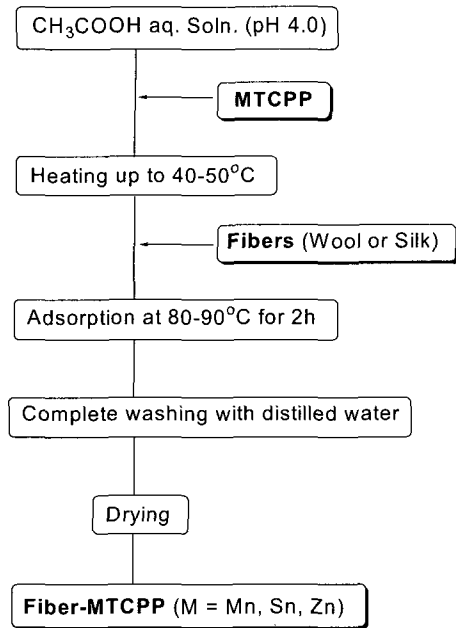 CH₃COOH aq. Soln. (pH 4.0)
MTCPP
Heating up to 40-50°C
Fibers (Wool or Silk)
Adsorption at 80-90°C for 2h
Complete washing with distilled water
Drying
Fiber-MTCPP (M = Mn, Sn, Zn)